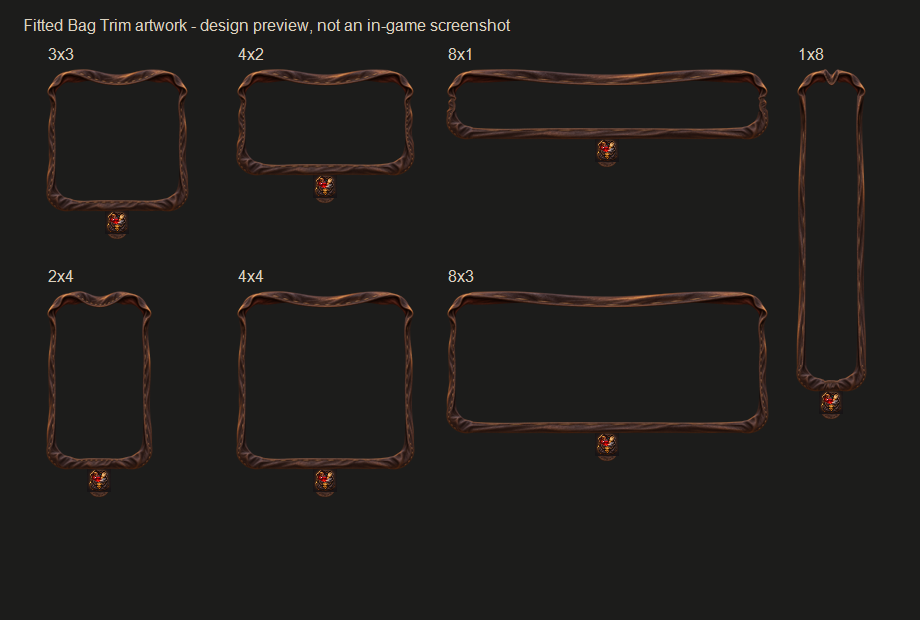 Fitted Bag Trim artwork - design preview, not an in-game screenshot
3x3
4x2
8x1
1x8
2x4
4x4
8x3